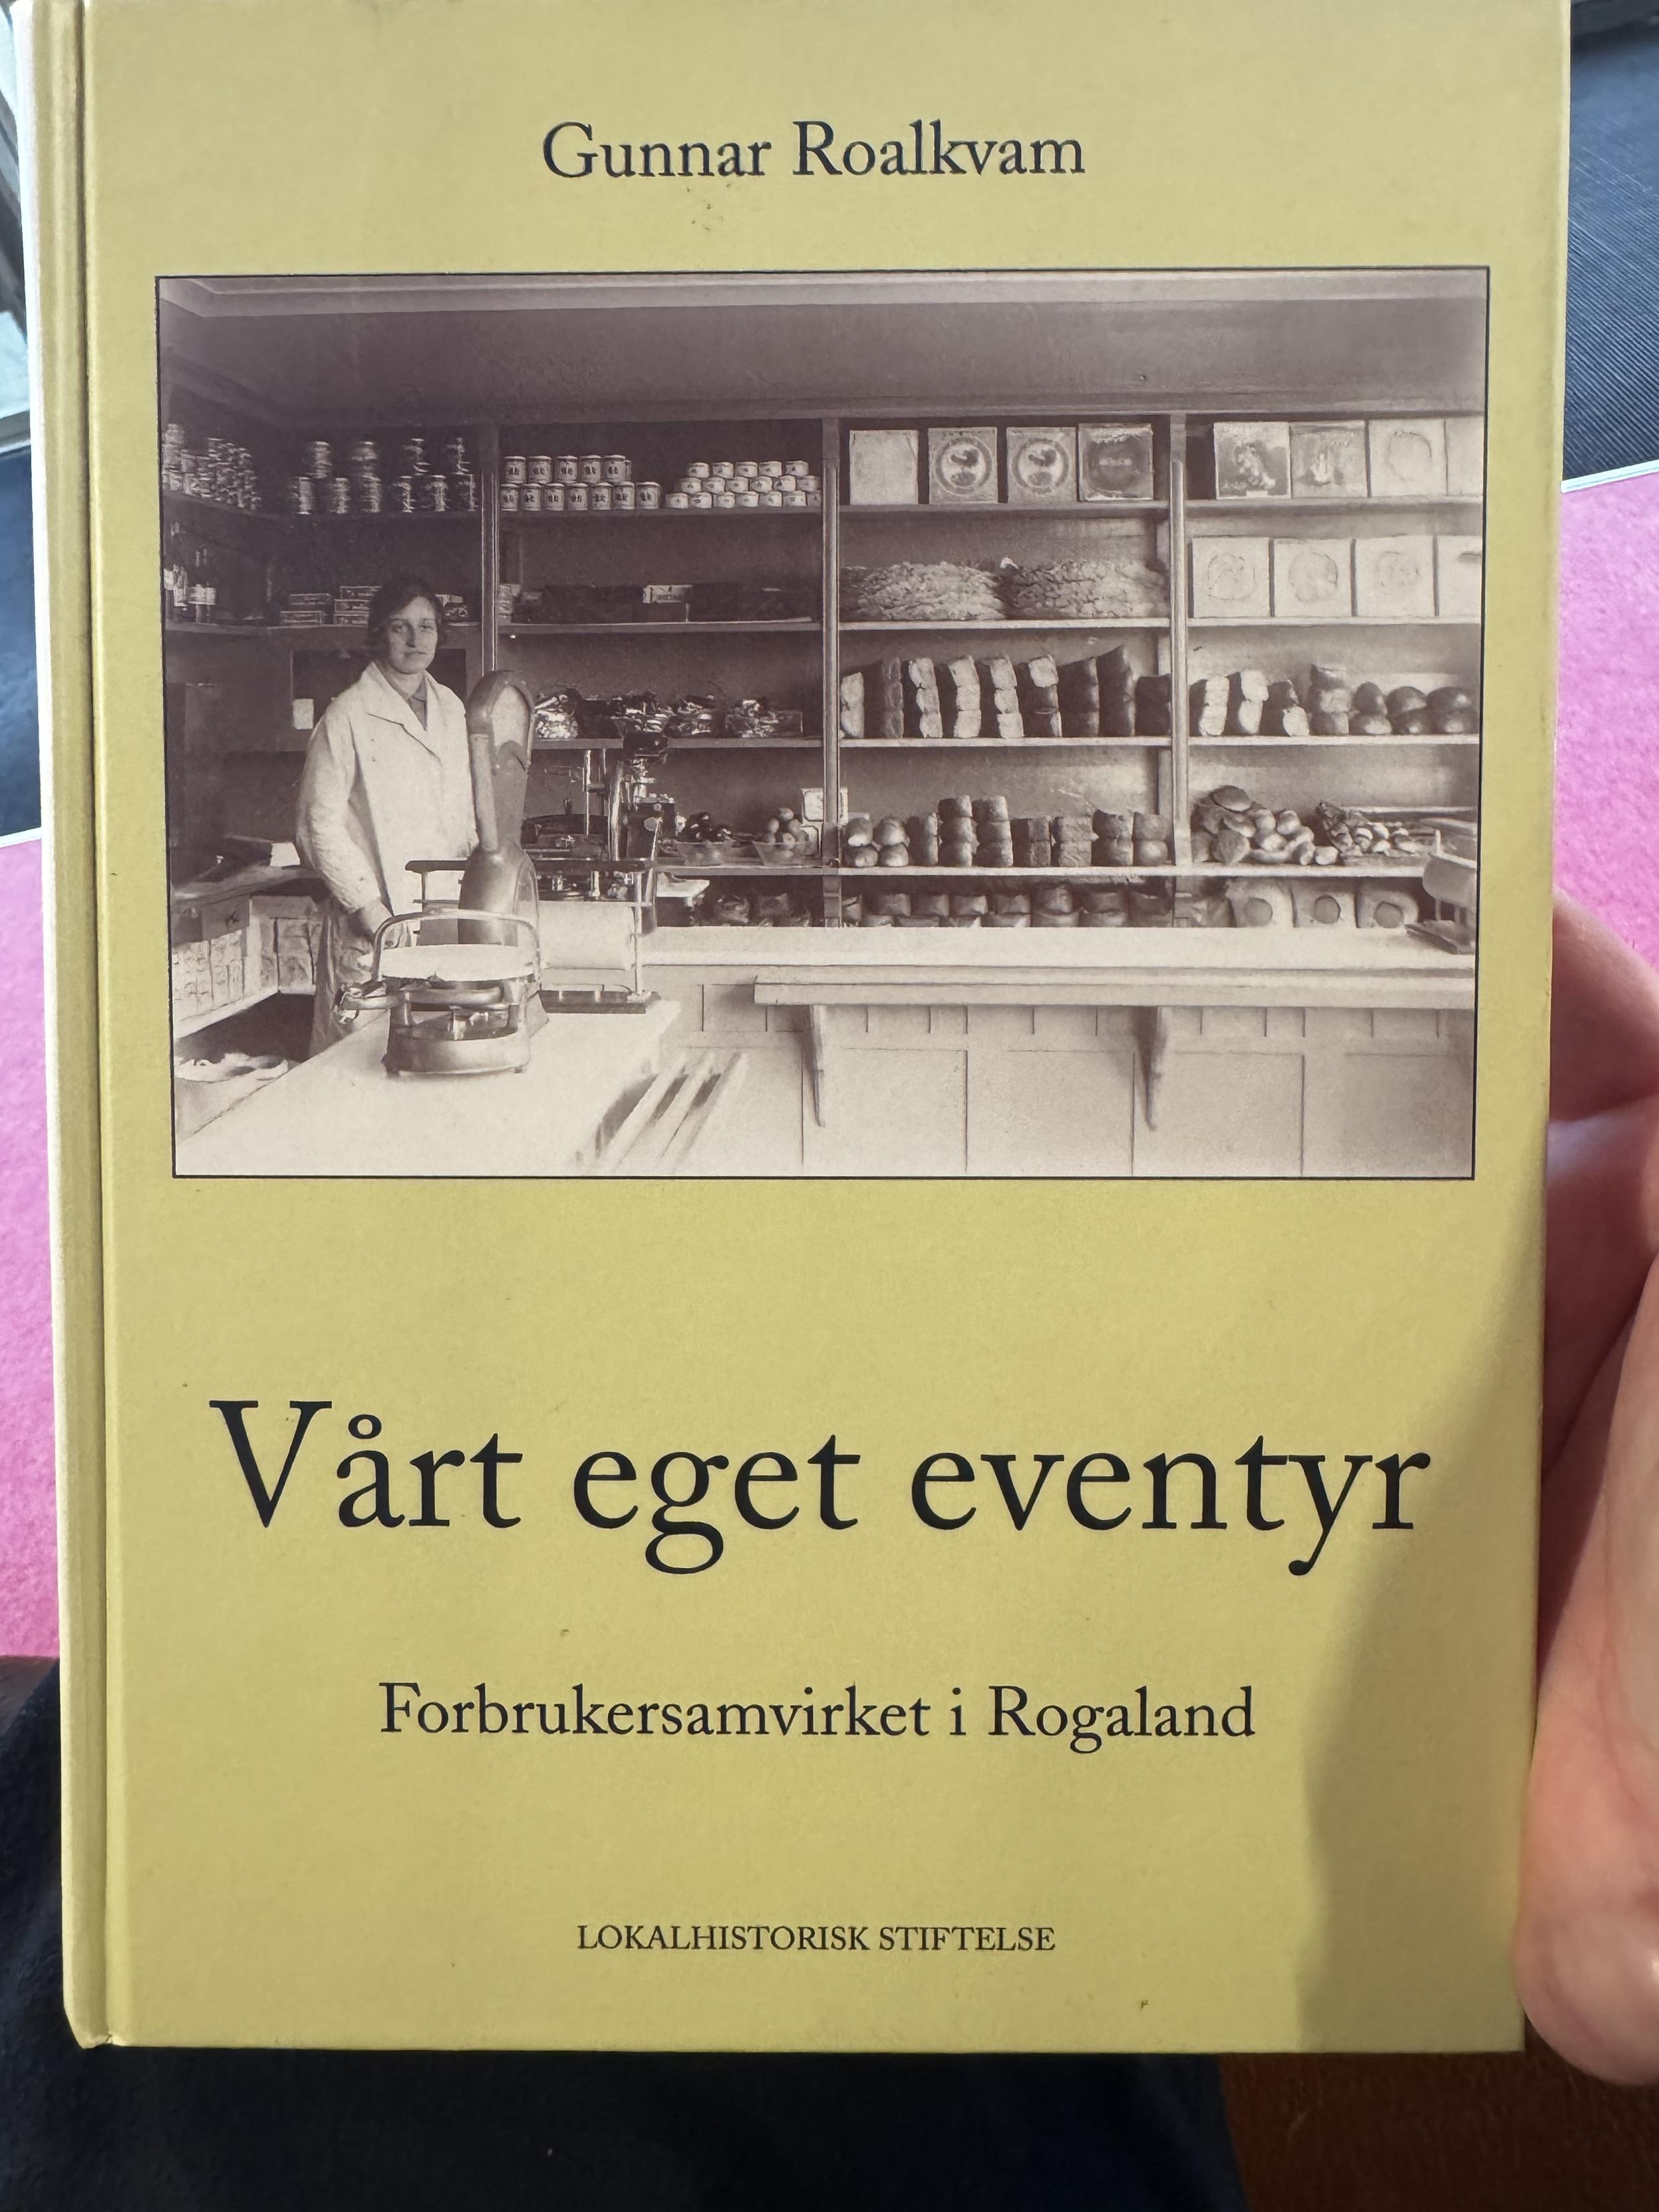 Gunnar Roalkvam
Vårt eget eventyr
Forbrukersamvirket i Rogaland
LOKALHISTORISK STIFTELSE